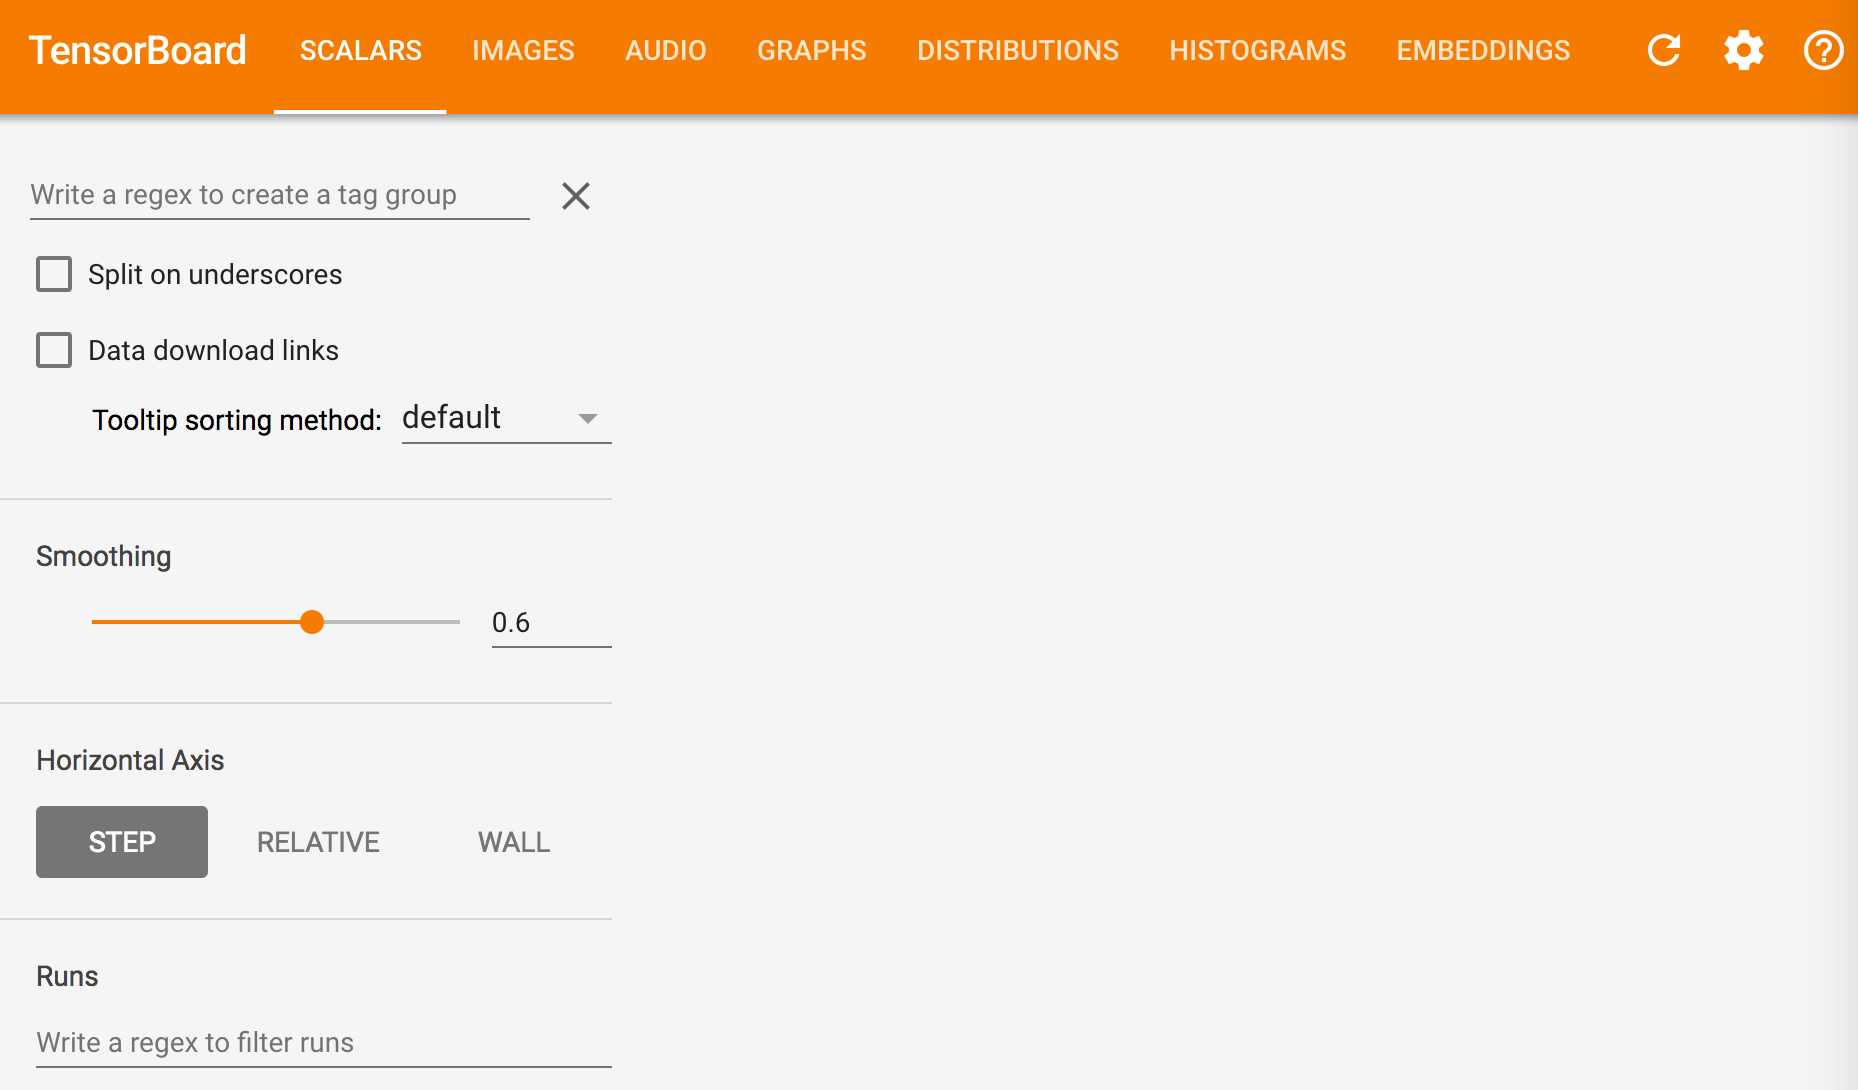 TensorBoard SCALARS IMAGES AUDIO GRAPHS DISTRIBUTIONS HISTOGRAMS EMBEDDINGS
Write a regex to create a tag group
Split on underscores
Data download links
Tooltip sorting method: default
Smoothing
0.6
Horizontal Axis
STEP RELATIVE WALL
Runs
Write a regex to filter runs